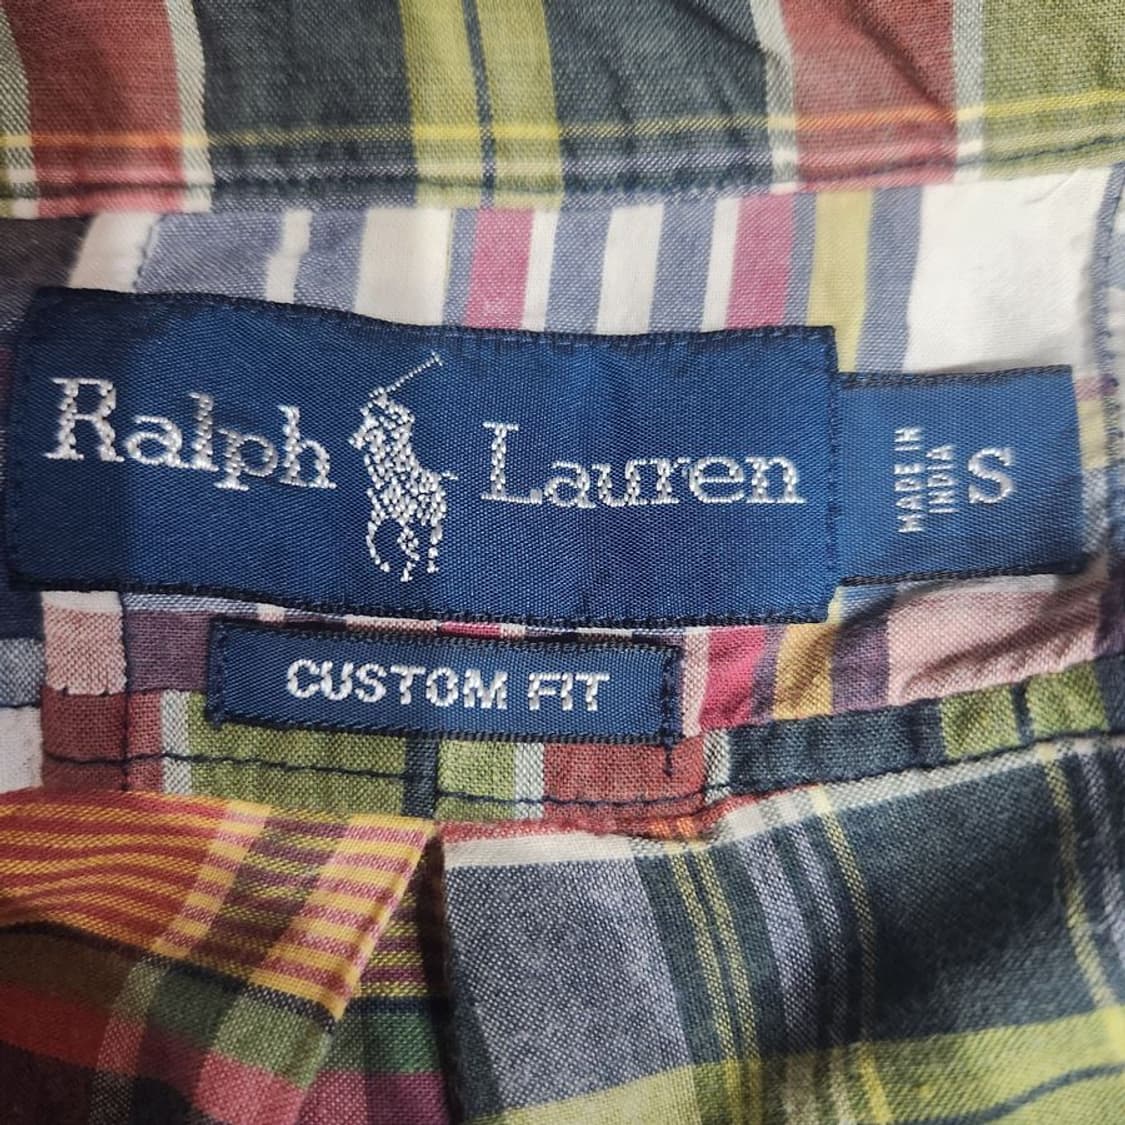 Ralph Lauren
MADE IN
INDIA
S
CUSTOM FIT